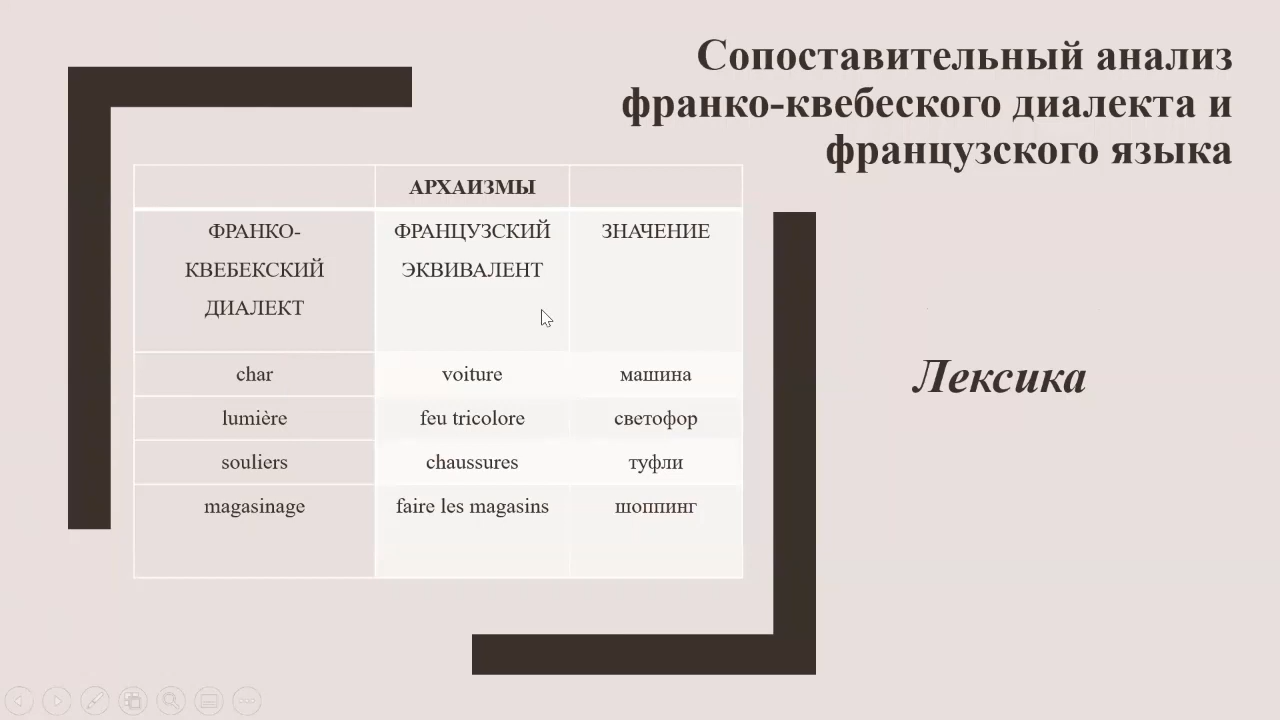 Сопоставительный анализ
франко-квебеского диалекта и
французского языка
АРХАИЗМЫ
ФРАНКО-
КВЕБЕКСКИЙ
ДИАЛЕКТ
ФРАНЦУЗСКИЙ
ЭКВИВАЛЕНТ
ЗНАЧЕНИЕ
char voiture машина
lumière feu tricolore светофор
souliers chaussures туфли
magasinage faire les magasins шоппинг
Лексика